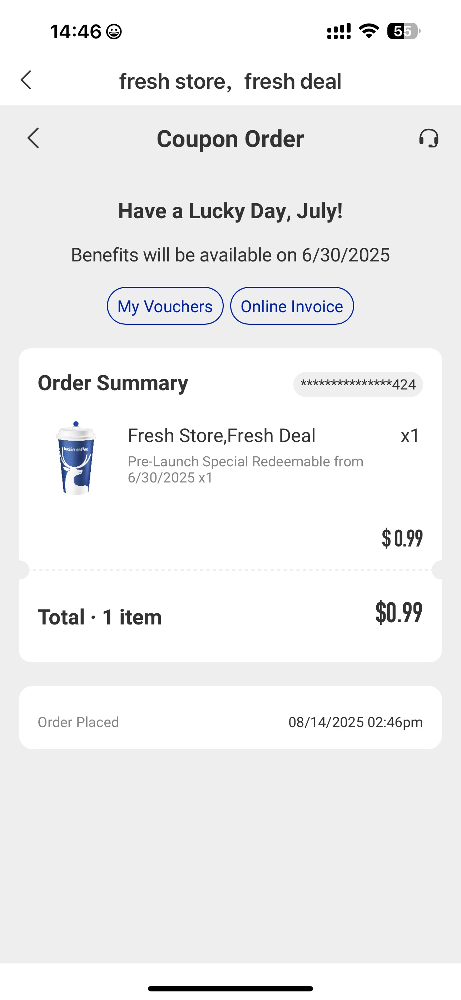 14:46
55
fresh store，fresh deal
Coupon Order
Have a Lucky Day, July!
Benefits will be available on 6/30/2025
My Vouchers
Online Invoice
Order Summary
***************424
luckin coffee
Fresh Store,Fresh Deal
x1
Pre-Launch Special Redeemable from
6/30/2025 x1
$ 0.99
Total · 1 item
$0.99
Order Placed
08/14/2025 02:46pm